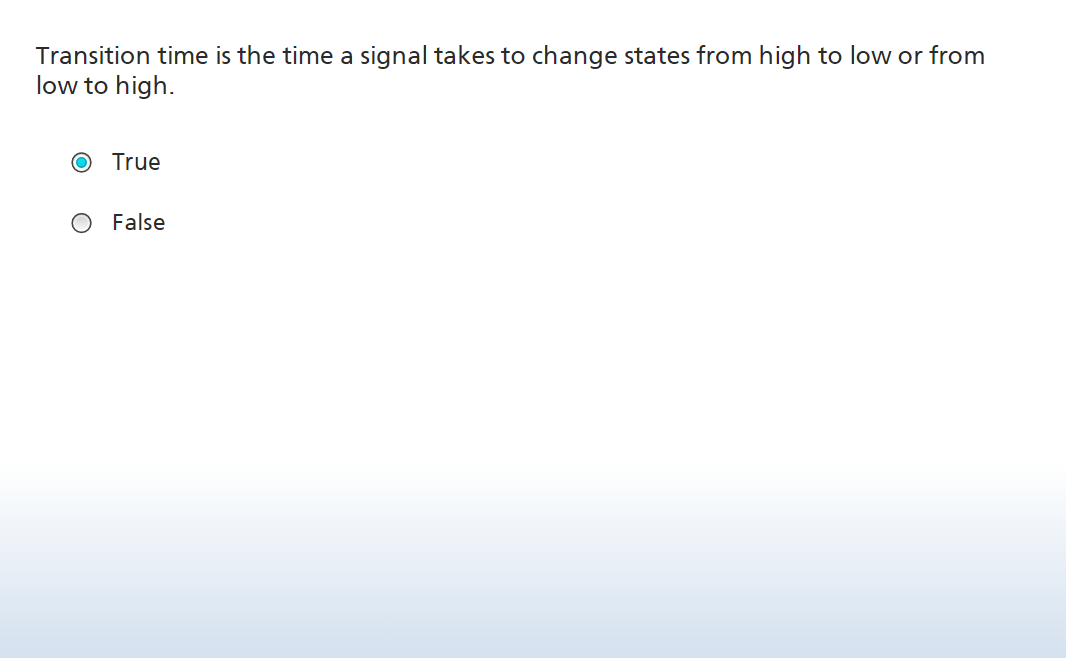 Transition time is the time a signal takes to change states from high to low or from
low to high.
True
False